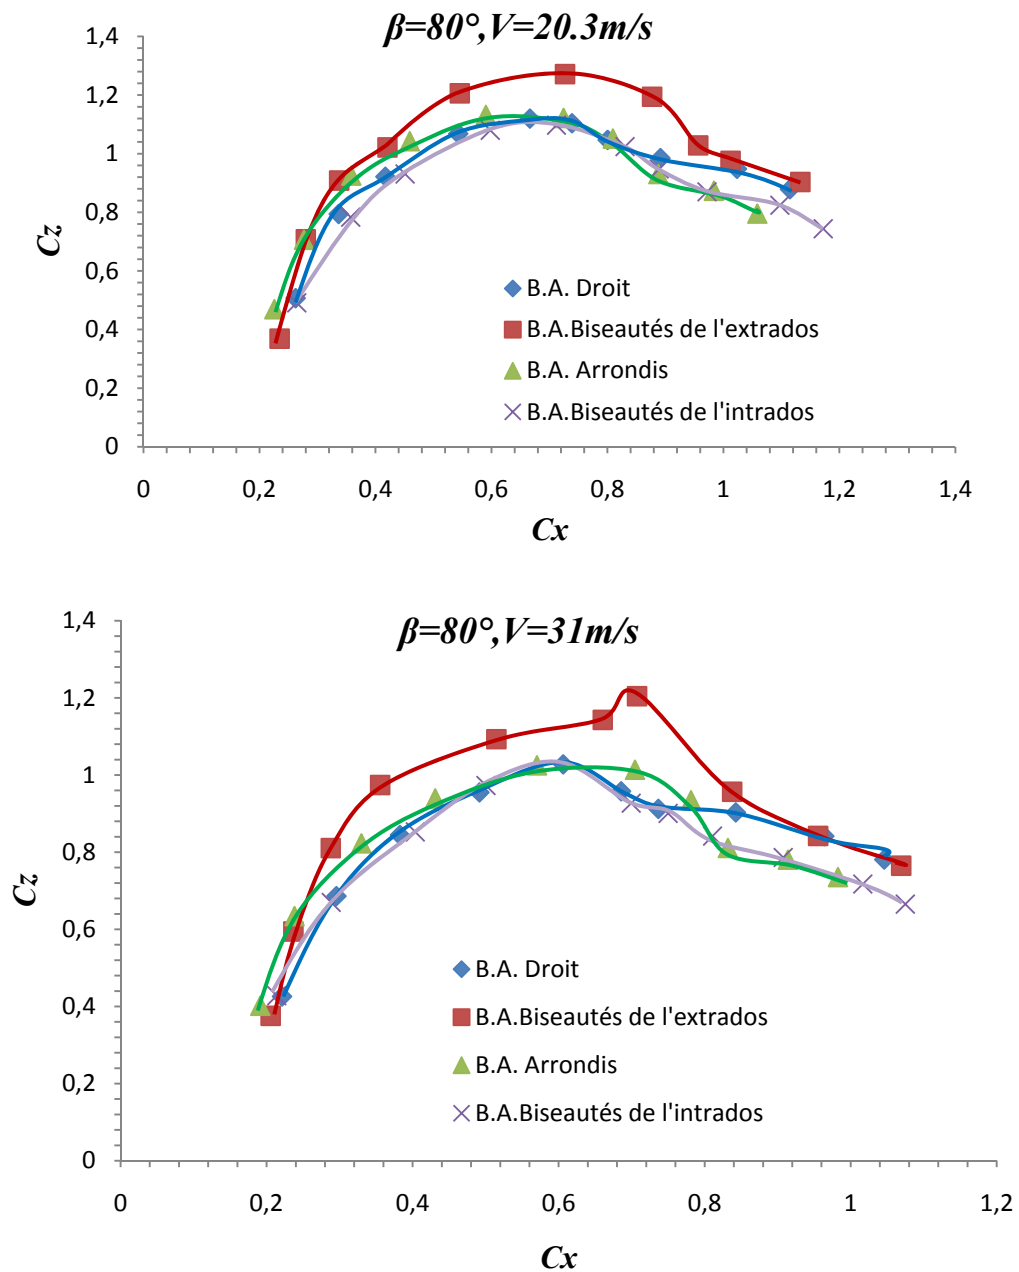 β=80°,V=20.3m/s
1,4
1,2
1
0,8
0,6
0,4
0,2
0
Cz
B.A. Droit
B.A.Biseautés de l'extrados
B.A. Arrondis
B.A.Biseautés de l'intrados
0 0,2 0,4 0,6 0,8 1 1,2 1,4
Cx
β=80°,V=31m/s
1,4
1,2
1
0,8
0,6
0,4
0,2
0
Cz
B.A. Droit
B.A.Biseautés de l'extrados
B.A. Arrondis
B.A.Biseautés de l'intrados
0 0,2 0,4 0,6 0,8 1 1,2
Cx